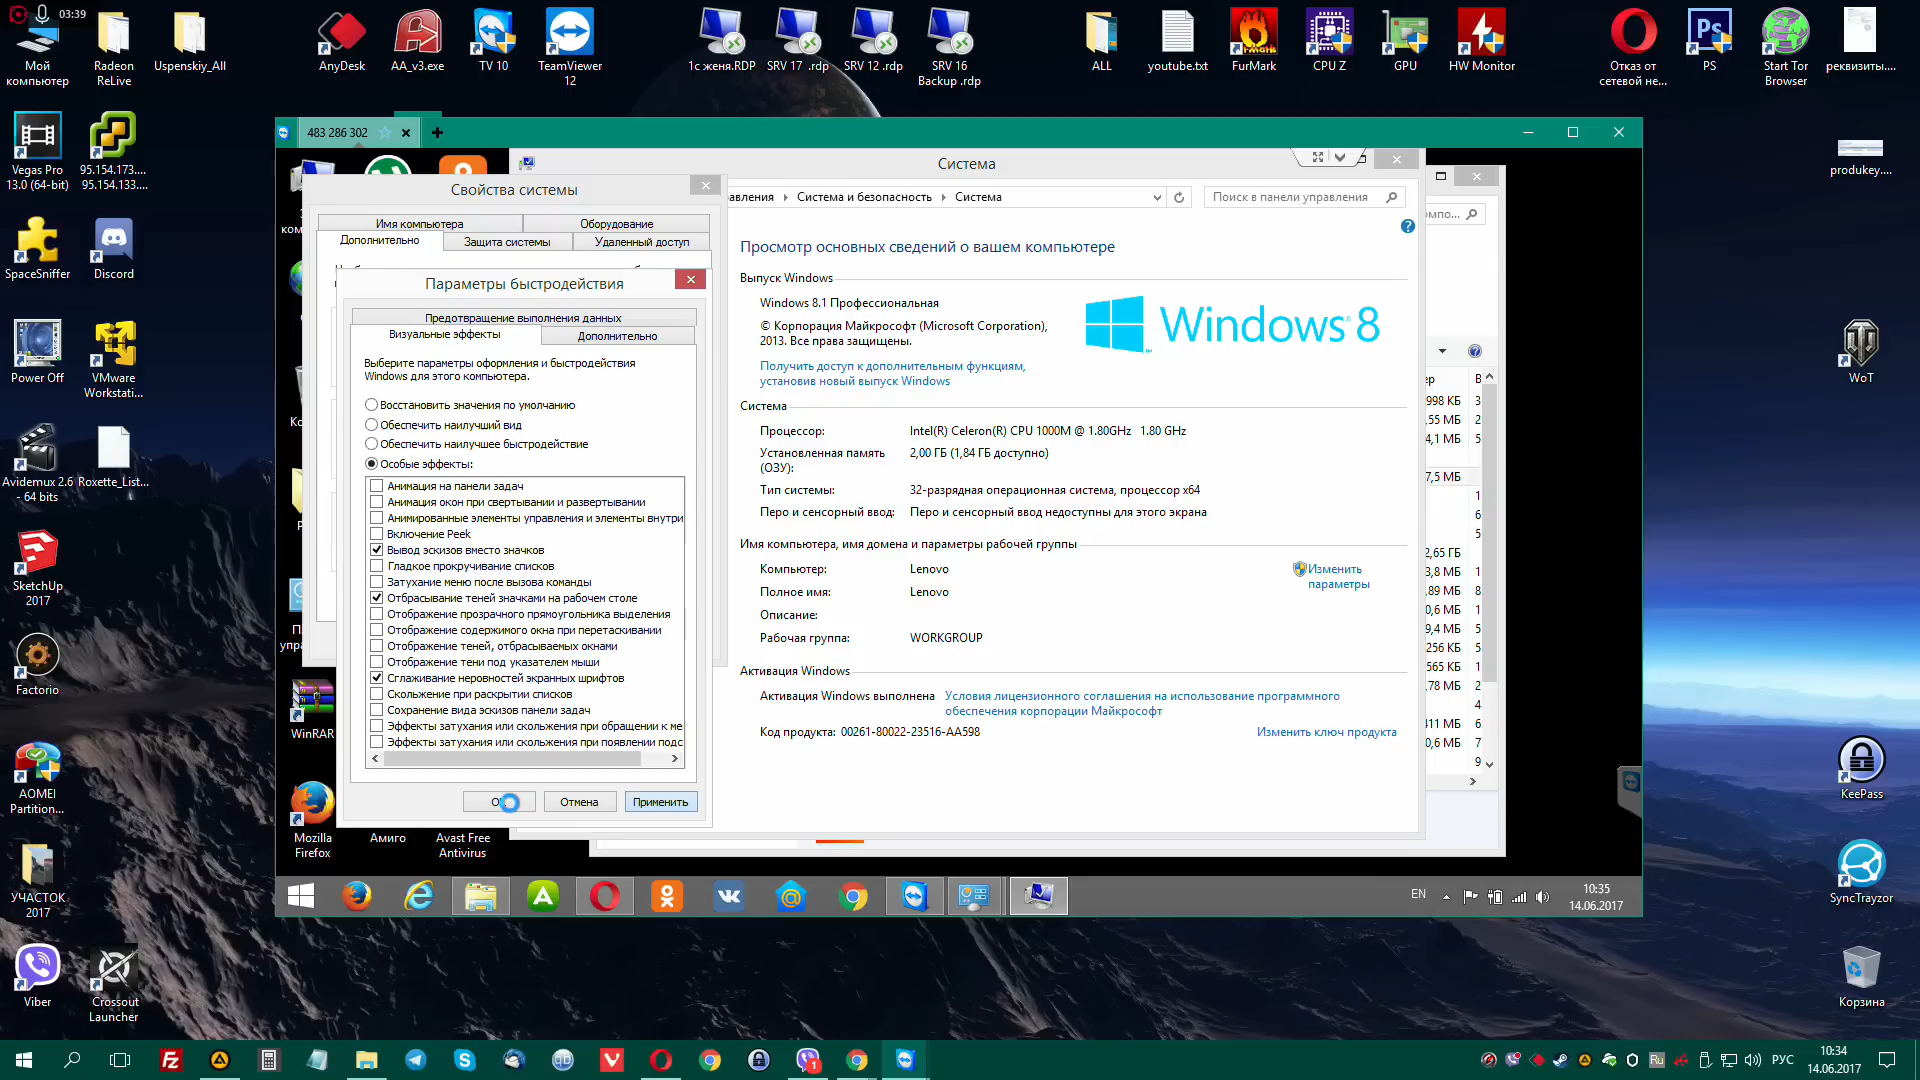 03:39
Мой компьютер
Radeon ReLive
Uspenskiy_All
AnyDesk
AA_v3.exe
TV 10
TeamViewer 12
1с женя.RDP
SRV 17 .rdp
SRV 12 .rdp
SRV 16 Backup .rdp
ALL
youtube.txt
FurMark
CPU Z
GPU
HW Monitor
Отказ от сетевой не...
PS
Start Tor Browser
реквизиты....
Vegas Pro 13.0 (64-bit)
95.154.173.... 95.154.133....
produkey....
SpaceSniffer
Discord
Power Off
VMware Workstati...
WoT
Avidemux 2.6 - 64 bits
Roxette_List...
SketchUp 2017
Factorio
AOMEI Partition...
KeePass
УЧАСТОК 2017
SyncTrayzor
Viber
Crossout Launcher
Корзина
483 286 302
Система
Свойства системы
Система и безопасность
Система
Поиск в панели управления
Имя компьютера
Оборудование
Дополнительно
Защита системы
Удаленный доступ
Параметры быстродействия
Предотвращение выполнения данных
Визуальные эффекты
Дополнительно
Выберите параметры оформления и быстродействия
Windows для этого компьютера.
Восстановить значения по умолчанию
Обеспечить наилучший вид
Обеспечить наилучшее быстродействие
Особые эффекты:
Анимация на панели задач
Анимация окон при свертывании и развертывании
Анимированные элементы управления и элементы внутри
Включение Peek
Вывод эскизов вместо значков
Гладкое прокручивание списков
Затухание меню после вызова команды
Отбрасывание теней значками на рабочем столе
Отображение прозрачного прямоугольника выделения
Отображение содержимого окна при перетаскивании
Отображение теней, отбрасываемых окнами
Отображение тени под указателем мыши
Сглаживание неровностей экранных шрифтов
Скольжение при раскрытии списков
Сохранение вида эскизов панели задач
Эффекты затухания или скольжения при обращении к ме
Эффекты затухания или скольжения при появлении подс
Отмена
Применить
Просмотр основных сведений о вашем компьютере
Выпуск Windows
Windows 8.1 Профессиональная
© Корпорация Майкрософт (Microsoft Corporation),
2013. Все права защищены.
Получить доступ к дополнительным функциям,
установив новый выпуск Windows
Windows 8
Система
Процессор: Intel(R) Celeron(R) CPU 1000M @ 1.80GHz 1.80 GHz
Установленная память (ОЗУ): 2,00 ГБ (1,84 ГБ доступно)
Тип системы: 32-разрядная операционная система, процессор x64
Перо и сенсорный ввод: Перо и сенсорный ввод недоступны для этого экрана
Имя компьютера, имя домена и параметры рабочей группы
Компьютер: Lenovo
Изменить параметры
Полное имя: Lenovo
Описание:
Рабочая группа: WORKGROUP
Активация Windows
Активация Windows выполнена Условия лицензионного соглашения на использование программного
обеспечения корпорации Майкрософт
Код продукта: 00261-80022-23516-AA598
Изменить ключ продукта
WinRAR
Mozilla Firefox
Амиго
Avast Free Antivirus
EN
10:35
14.06.2017
РУС
10:34
14.06.2017